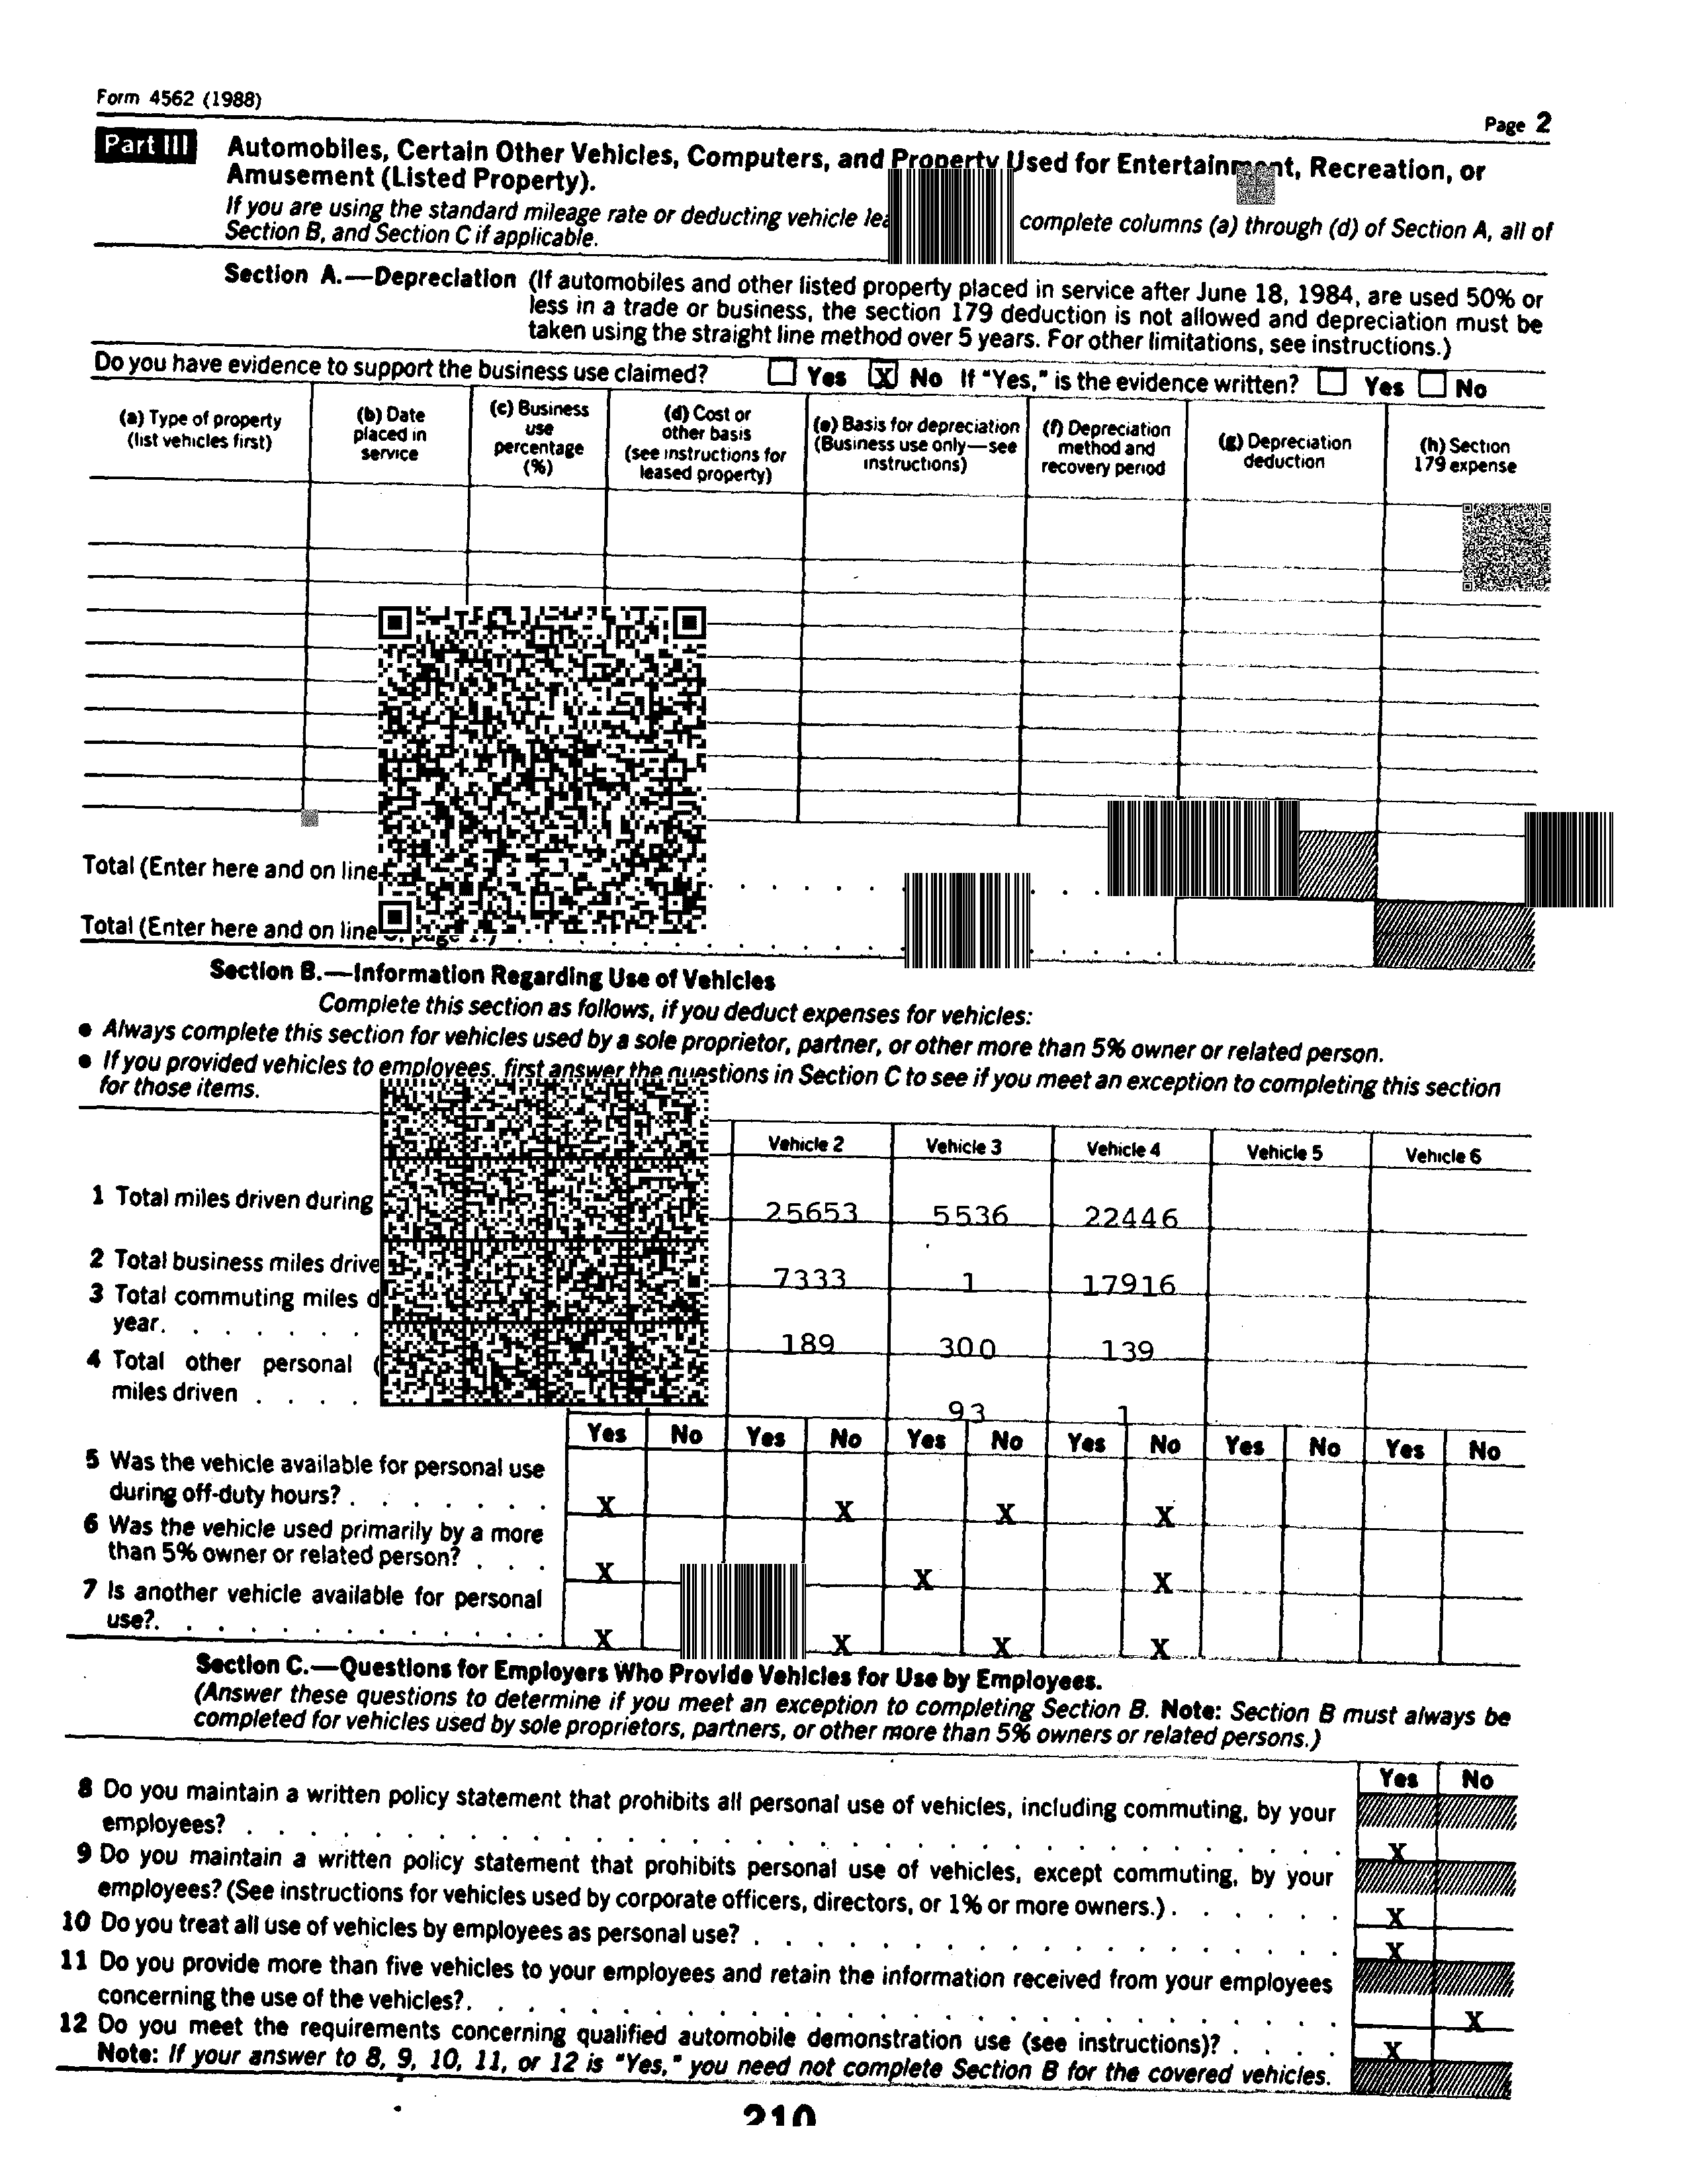 Form 4562 (1988)
Page 2
Part III Automobiles, Certain Other Vehicles, Computers, and Property Used for Entertainment, Recreation, or
Amusement (Listed Property).
If you are using the standard mileage rate or deducting vehicle complete columns (a) through (d) of Section A, all of
Section B, and Section C if applicable.
Section A.—Depreciation (If automobiles and other listed property placed in service after June 18, 1984, are used 50% or
less in a trade or business, the section 179 deduction is not allowed and depreciation must be
taken using the straight line method over 5 years. For other limitations, see instructions.)
Do you have evidence to support the business use claimed? Yes X No If "Yes," is the evidence written? Yes No
(a) Type of property
(list vehicles first)
(b) Date
placed in
service
(c) Business
use
percentage
(%)
(d) Cost or
other basis
(see instructions for
leased property)
(e) Basis for depreciation
(Business use only—see
instructions)
(f) Depreciation
method and
recovery period
(g) Depreciation
deduction
(h) Section
179 expense
Total (Enter here and on line
Total (Enter here and on line page 1.)
Section B.—Information Regarding Use of Vehicles
Complete this section as follows, if you deduct expenses for vehicles:
● Always complete this section for vehicles used by a sole proprietor, partner, or other more than 5% owner or related person.
● If you provided vehicles to employees, first answer the questions in Section C to see if you meet an exception to completing this section
for those items.
Vehicle 2 Vehicle 3 Vehicle 4 Vehicle 5 Vehicle 6
1 Total miles driven during 25653 5536 22446
2 Total business miles 7333 1 17916
3 Total commuting miles
year. . . . . . . 189 300 139
4 Total other personal
miles driven . . . . 93 1
Yes No Yes No Yes No Yes No Yes No Yes No
5 Was the vehicle available for personal use
during off-duty hours? . . . . . . . X X X X
6 Was the vehicle used primarily by a more
than 5% owner or related person? . . . X X X
7 Is another vehicle available for personal
use?. . . . . . . . . . . . . X X X X
Section C.—Questions for Employers Who Provide Vehicles for Use by Employees.
(Answer these questions to determine if you meet an exception to completing Section B. Note: Section B must always be
completed for vehicles used by sole proprietors, partners, or other more than 5% owners or related persons.)
Yes No
8 Do you maintain a written policy statement that prohibits all personal use of vehicles, including commuting, by your
employees? . . . . . . . . . . . . . . . . . . . . . . . . . . . . . . . . . . X
9 Do you maintain a written policy statement that prohibits personal use of vehicles, except commuting, by your
employees? (See instructions for vehicles used by corporate officers, directors, or 1% or more owners.) . . . . . . X
10 Do you treat all use of vehicles by employees as personal use? . . . . . . . . . . . . . . . . . . X
11 Do you provide more than five vehicles to your employees and retain the information received from your employees
concerning the use of the vehicles?. . . . . . . . . . . . . . . . . . . . . . . . . . . X
12 Do you meet the requirements concerning qualified automobile demonstration use (see instructions)? . . . . X
Note: If your answer to 8, 9, 10, 11, or 12 is "Yes," you need not complete Section B for the covered vehicles.
210